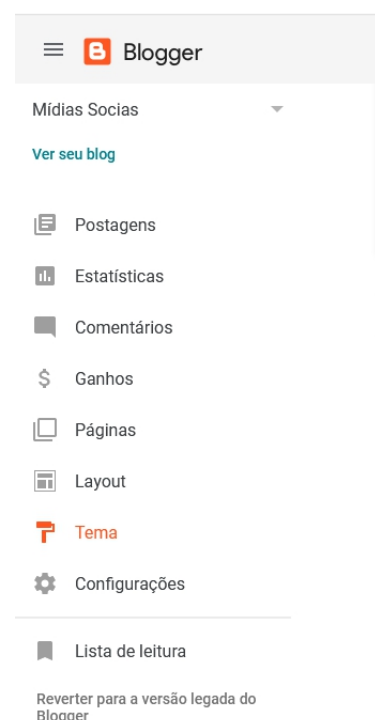 Blogger
Mídias Socias
Ver seu blog
Postagens
Estatísticas
Comentários
$ Ganhos
Páginas
Layout
Tema
Configurações
Lista de leitura
Reverter para a versão legada do
Blogger